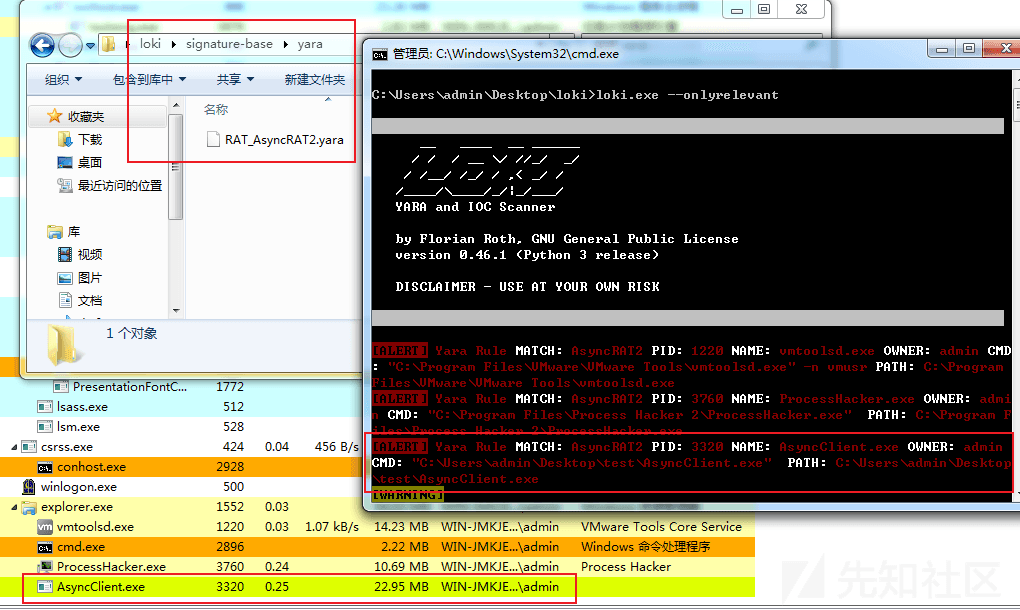 loki ▸ signature-base ▸ yara
组织 包含到库中 共享 新建文件夹
收藏夹
下载
桌面
最近访问的位置
库
视频
图片
文档
名称
RAT_AsyncRAT2.yara
1 个对象
管理员: C:\Windows\System32\cmd.exe
C:\Users\admin\Desktop\loki>loki.exe --onlyrelevant
YARA and IOC Scanner
by Florian Roth, GNU General Public License
version 0.46.1 (Python 3 release)
DISCLAIMER - USE AT YOUR OWN RISK
[ALERT] Yara Rule MATCH: AsyncRAT2 PID: 1220 NAME: vmtoolsd.exe OWNER: admin CMD
: "C:\Program Files\VMware\VMware Tools\vmtoolsd.exe" -n vmusr PATH: C:\Program
Files\VMware\VMware Tools\vmtoolsd.exe
[ALERT] Yara Rule MATCH: AsyncRAT2 PID: 3760 NAME: ProcessHacker.exe OWNER: admi
n CMD: "C:\Program Files\Process Hacker 2\ProcessHacker.exe" PATH: C:\Program F
iles\Process Hacker 2\ProcessHacker.exe
[ALERT] Yara Rule MATCH: AsyncRAT2 PID: 3320 NAME: AsyncClient.exe OWNER: admin
CMD: "C:\Users\admin\Desktop\test\AsyncClient.exe" PATH: C:\Users\admin\Desktop
\test\AsyncClient.exe
[WARNING]
PresentationFontC... 1772
lsass.exe 512
lsm.exe 528
csrss.exe 424 0.04 456 B/s
conhost.exe 2928
winlogon.exe 500
explorer.exe 1552 0.03
vmtoolsd.exe 1220 0.03 1.07 kB/s 14.23 MB WIN-JMKJE...\admin VMware Tools Core Service
cmd.exe 2896 2.22 MB WIN-JMKJE...\admin Windows 命令处理程序
ProcessHacker.exe 3760 0.24 10.69 MB WIN-JMKJE...\admin Process Hacker
AsyncClient.exe 3320 0.25 22.95 MB WIN-JMKJE...\admin
先知社区